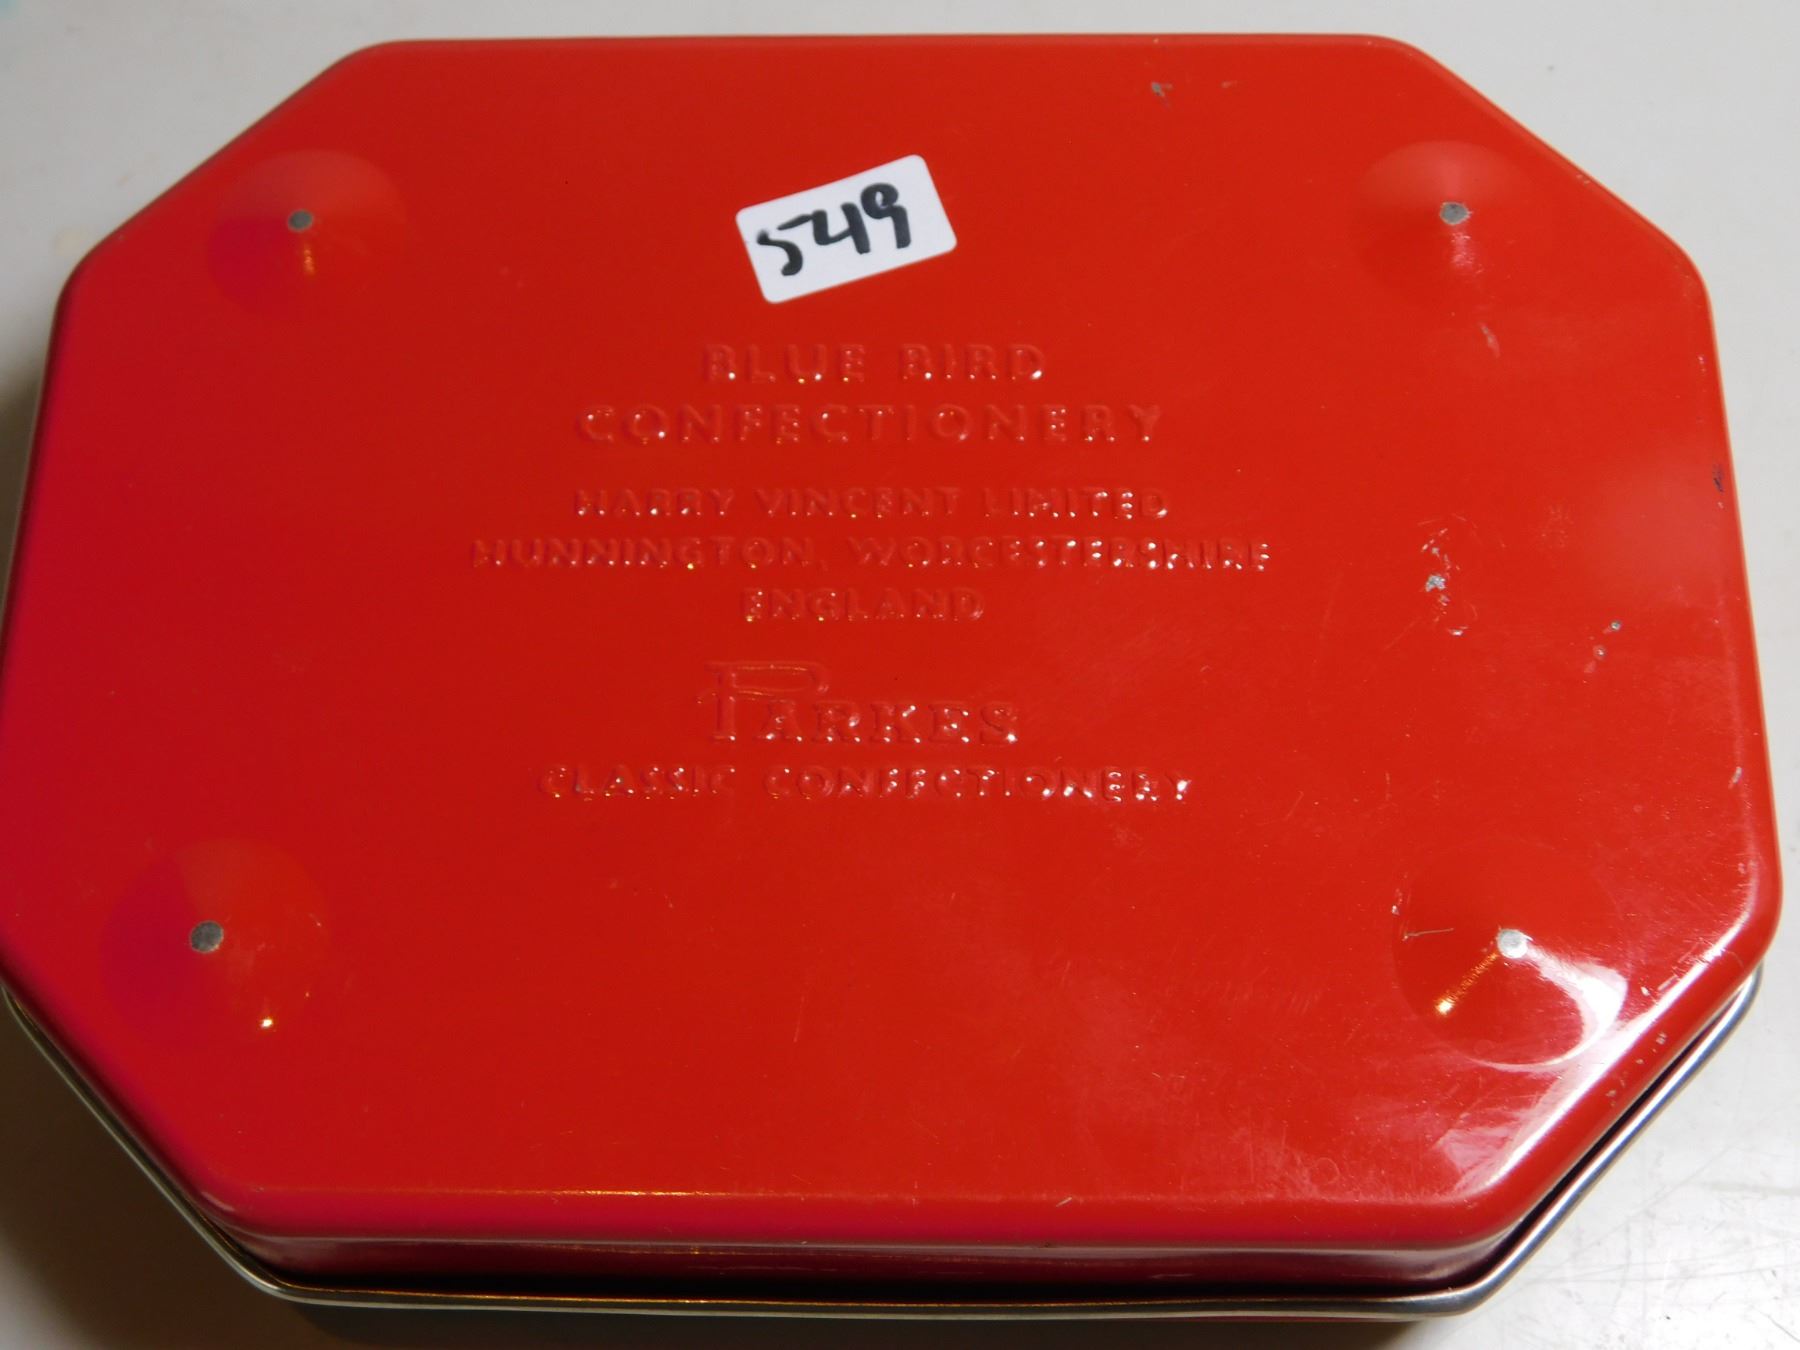 549
BLUE BIRD
CONFECTIONERY
HARRY VINCENT LIMITED
HUNNINGTON, WORCESTERSHIRE
ENGLAND
PARKES
CLASSIC CONFECTIONERY